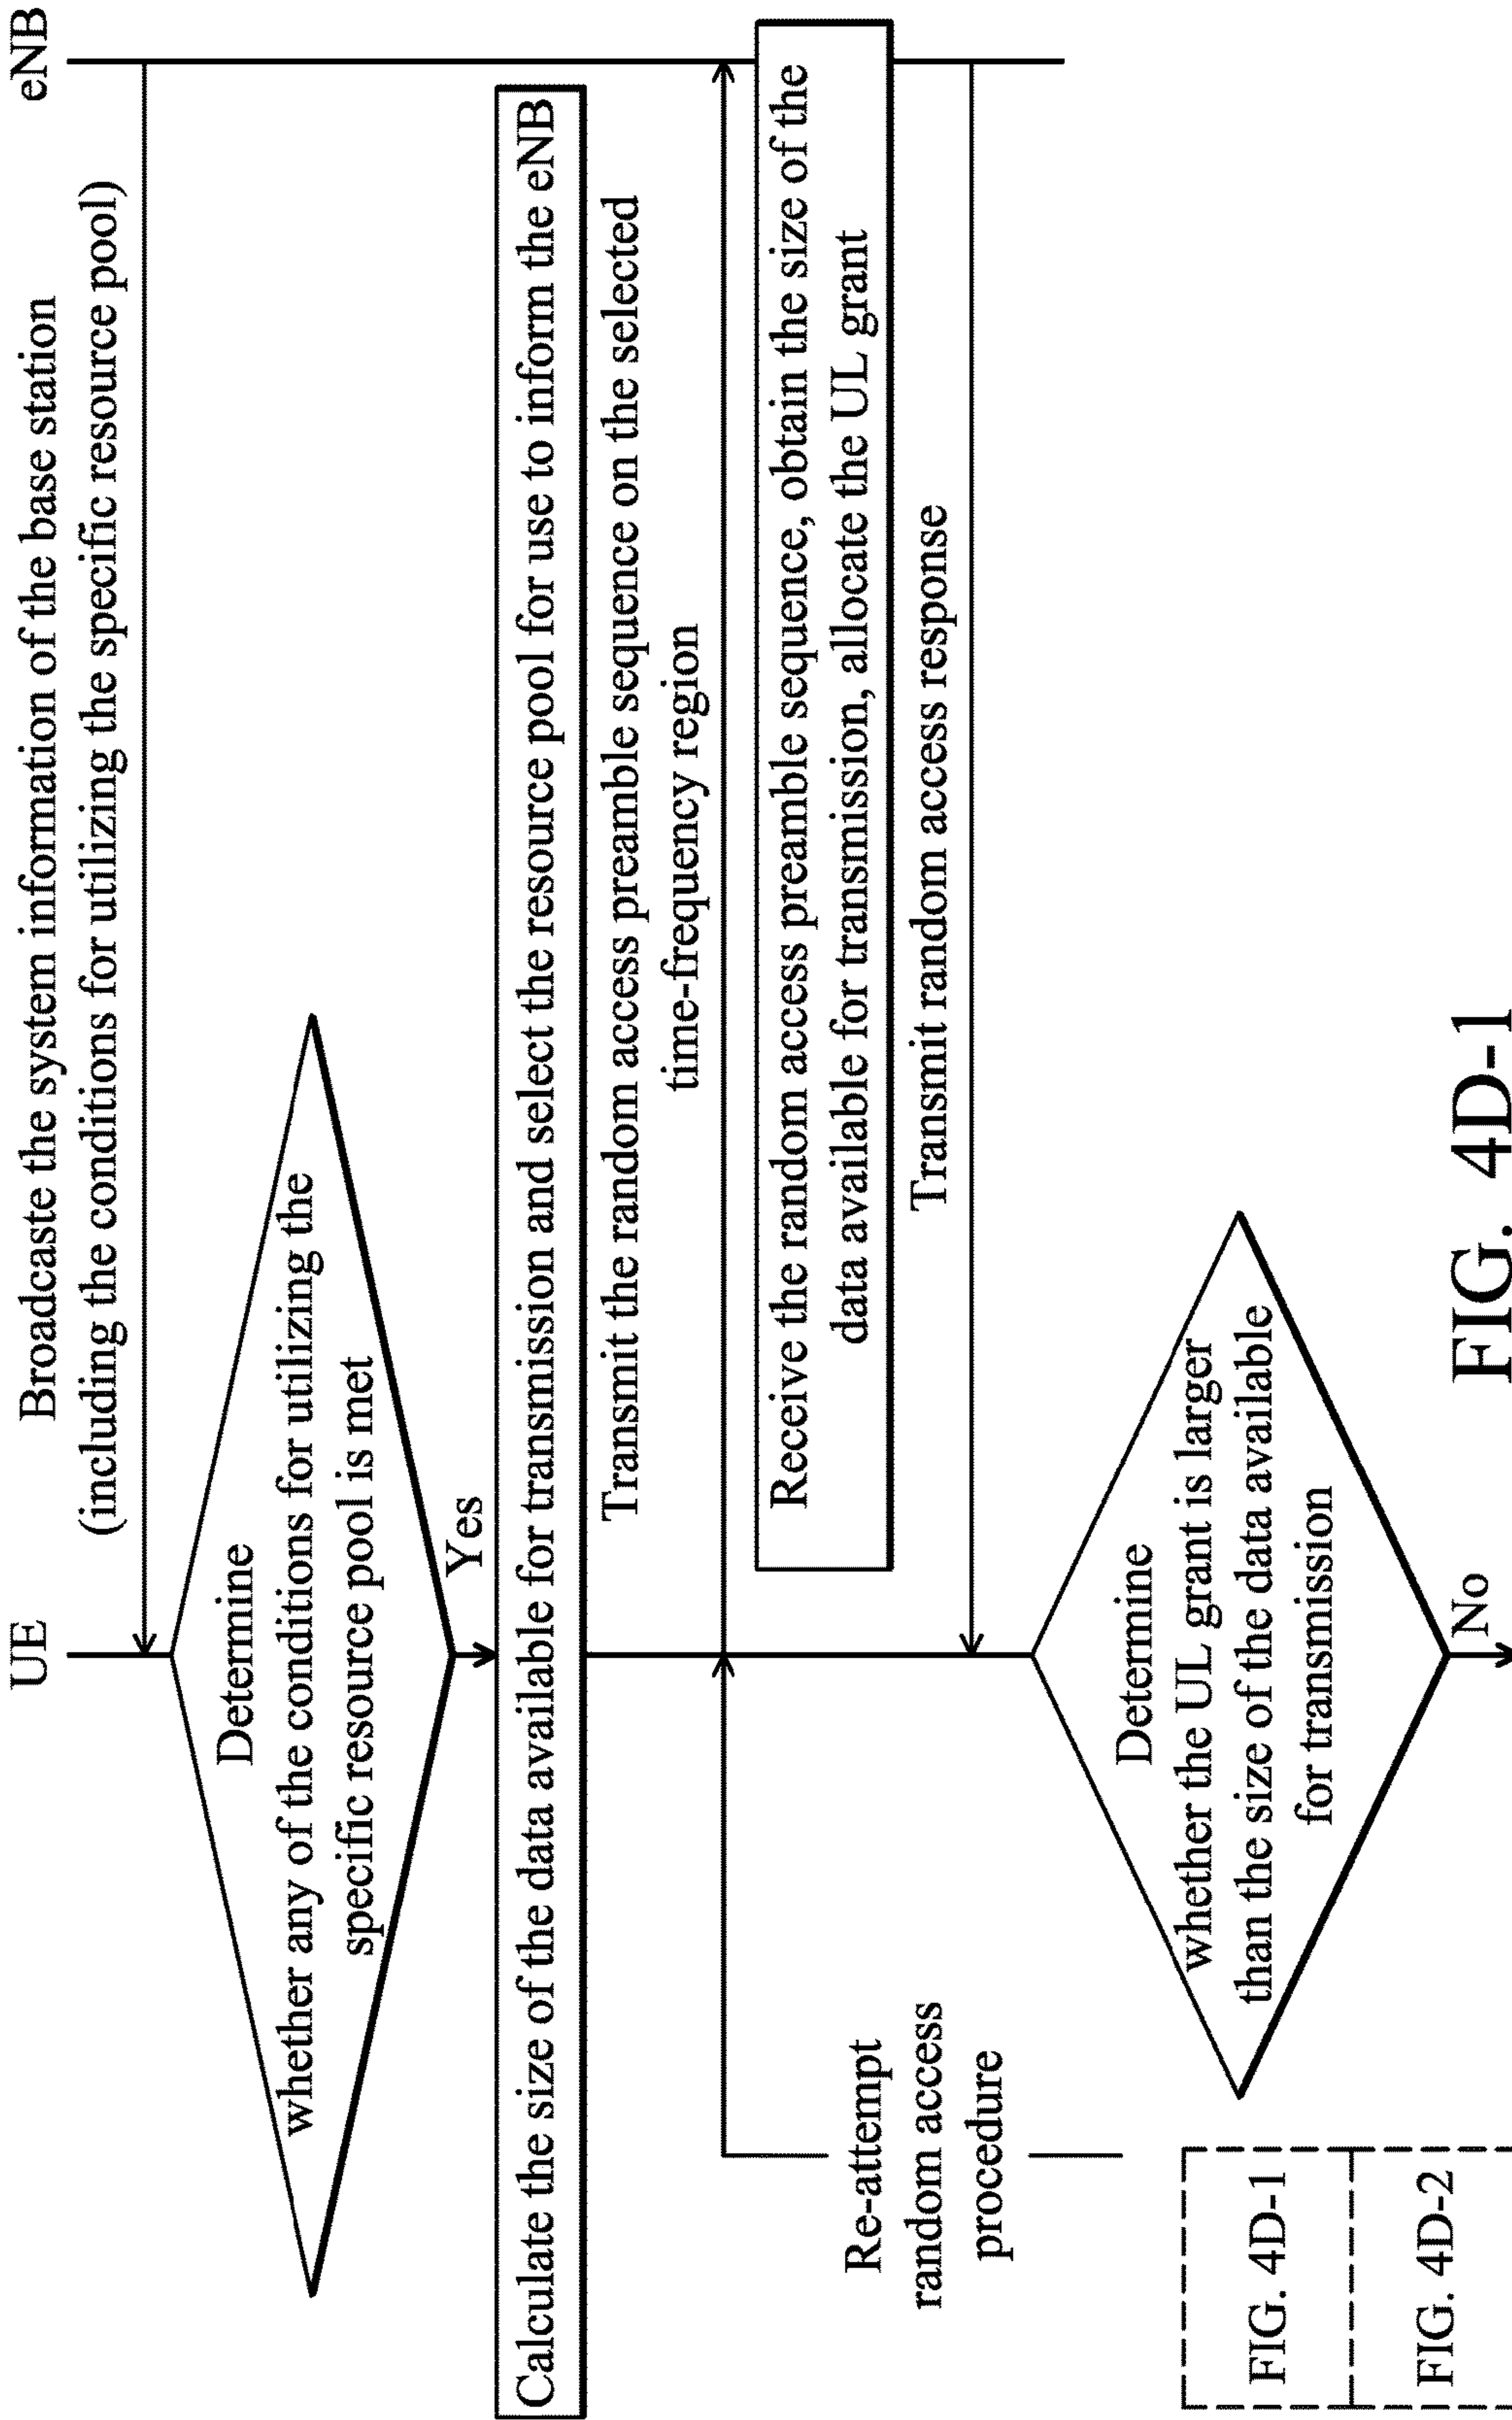 UE
eNB
Broadcaste the system information of the base station
(including the conditions for utilizing the specific resource pool)
Determine
whether any of the conditions for utilizing the
specific resource pool is met
Yes
Calculate the size of the data available for transmission and select the resource pool for use to inform the eNB
Transmit the random access preamble sequence on the selected
time-frequency region
Receive the random access preamble sequence, obtain the size of the
data available for transmission, allocate the UL grant
Transmit random access response
Re-attempt
random access
procedure
Determine
whether the UL grant is larger
than the size of the data available
for transmission
No
FIG. 4D-1
FIG. 4D-2
FIG. 4D-1